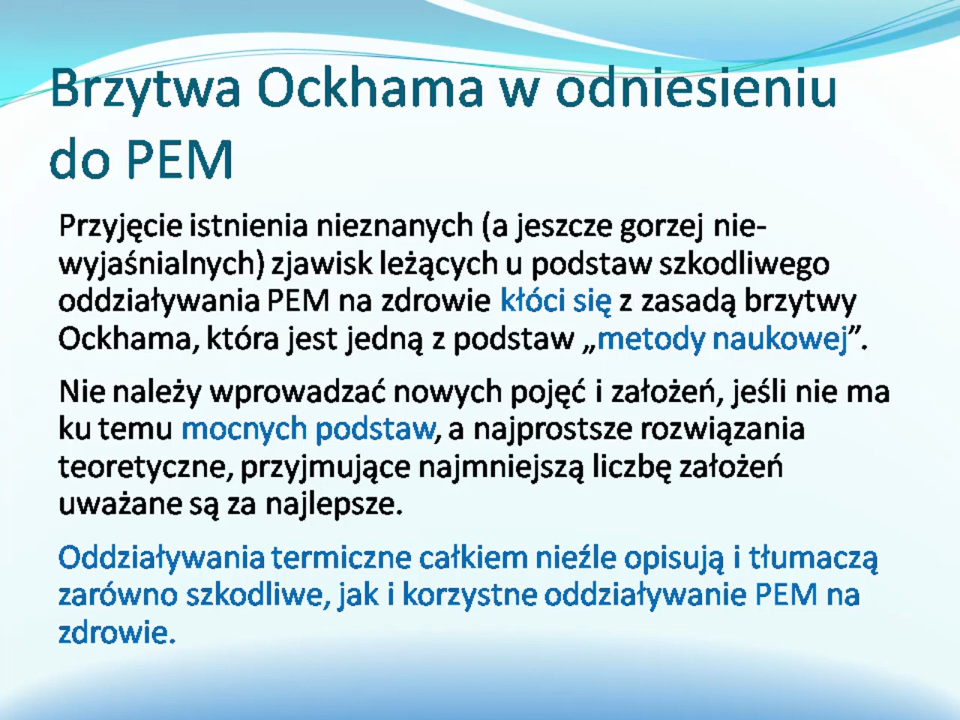 Brzytwa Ockhama w odniesieniu
do PEM
Przyjęcie istnienia nieznanych (a jeszcze gorzej nie-
wyjaśnialnych) zjawisk leżących u podstaw szkodliwego
oddziaływania PEM na zdrowie kłóci się z zasadą brzytwy
Ockhama, która jest jedną z podstaw „metody naukowej”.
Nie należy wprowadzać nowych pojęć i założeń, jeśli nie ma
ku temu mocnych podstaw, a najprostsze rozwiązania
teoretyczne, przyjmujące najmniejszą liczbę założeń
uważane są za najlepsze.
Oddziaływania termiczne całkiem nieźle opisują i tłumaczą
zarówno szkodliwe, jak i korzystne oddziaływanie PEM na
zdrowie.